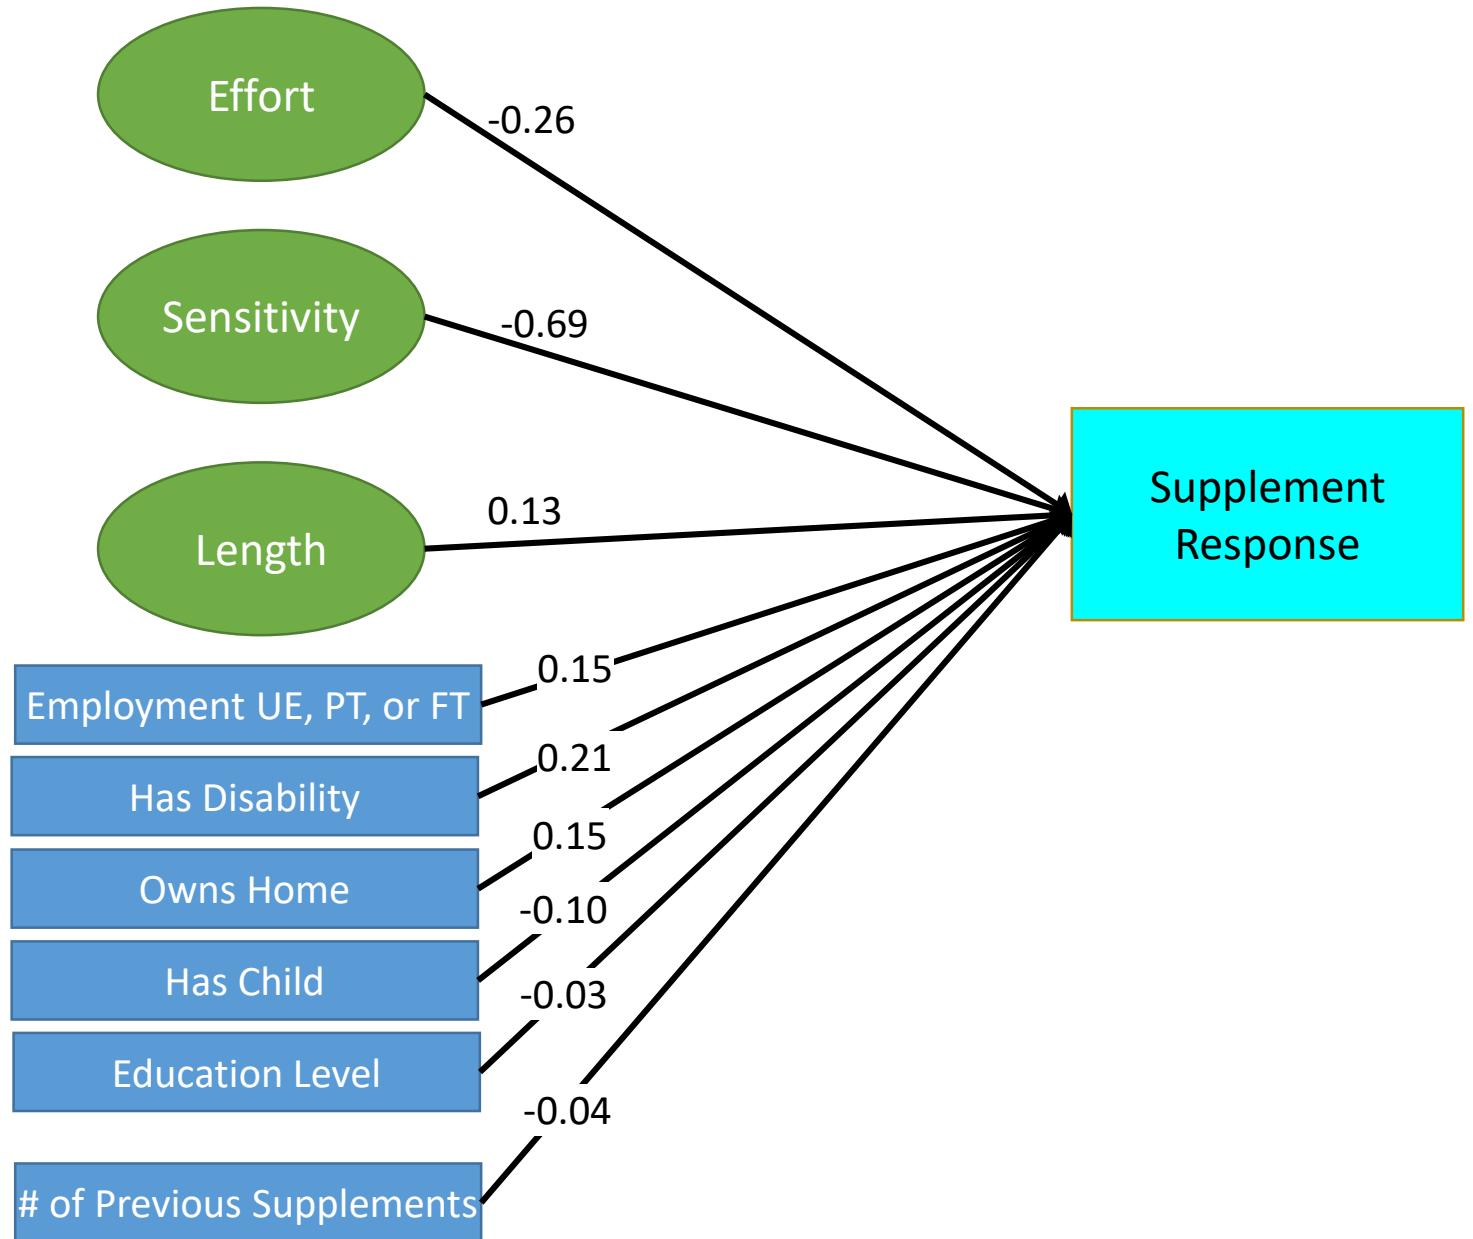 Effort
-0.26
Sensitivity
-0.69
Length
0.13
Supplement
Response
Employment UE, PT, or FT
0.15
Has Disability
0.21
Owns Home
0.15
Has Child
-0.10
Education Level
-0.03
# of Previous Supplements
-0.04